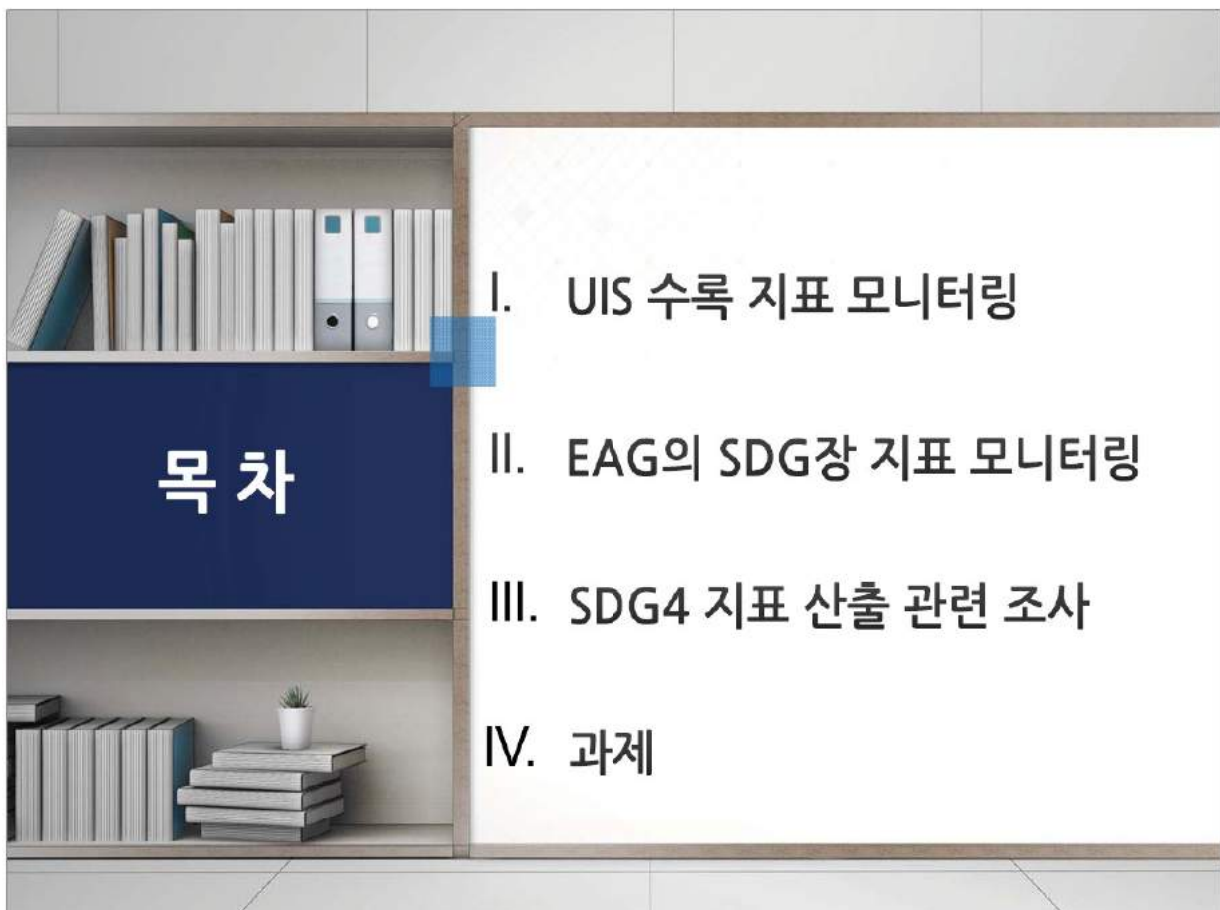 목 차
I. UIS 수록 지표 모니터링
II. EAG의 SDG장 지표 모니터링
III. SDG4 지표 산출 관련 조사
IV. 과제